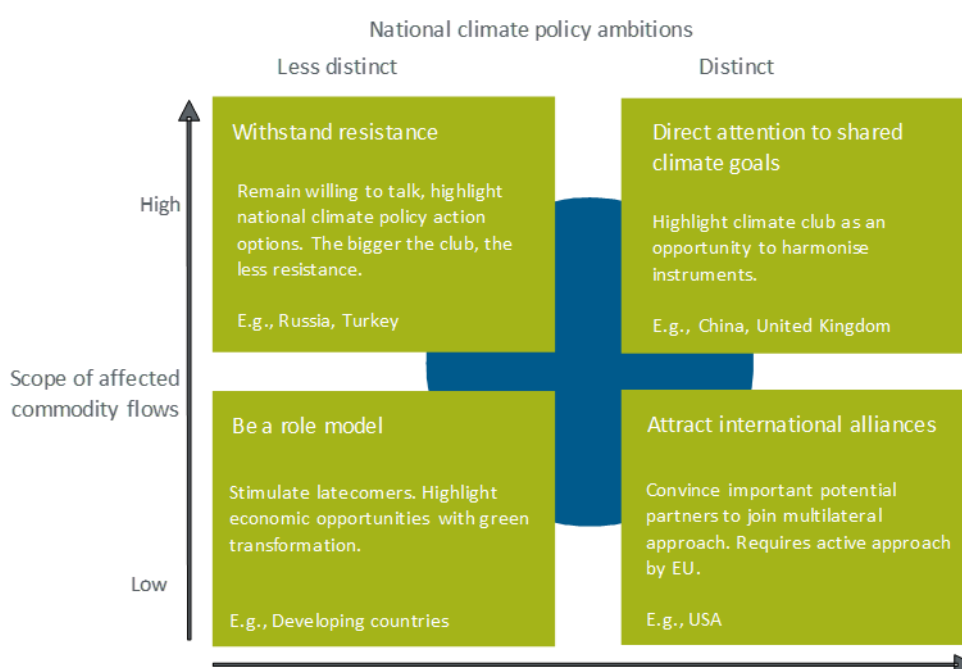 National climate policy ambitions
Less distinct
Distinct
High
Scope of affected
commodity flows
Low
Withstand resistance
Remain willing to talk, highlight
national climate policy action
options. The bigger the club, the
less resistance.
E.g., Russia, Turkey
Direct attention to shared
climate goals
Highlight climate club as an
opportunity to harmonise
instruments.
E.g., China, United Kingdom
Be a role model
Stimulate latecomers. Highlight
economic opportunities with green
transformation.
E.g., Developing countries
Attract international alliances
Convince important potential
partners to join multilateral
approach. Requires active approach
by EU.
E.g., USA